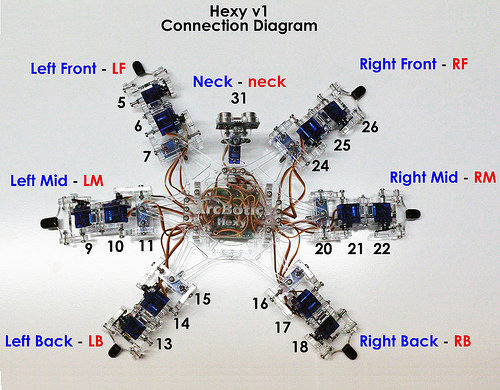 Hexy v1
Connection Diagram
Left Front - LF
Right Front - RF
Neck - neck
31
5
6
7
26
25
24
Left Mid - LM
Right Mid - RM
9
10
11
20
21
22
ArcBotic
Hexy
15
14
13
16
17
18
Left Back - LB
Right Back - RB